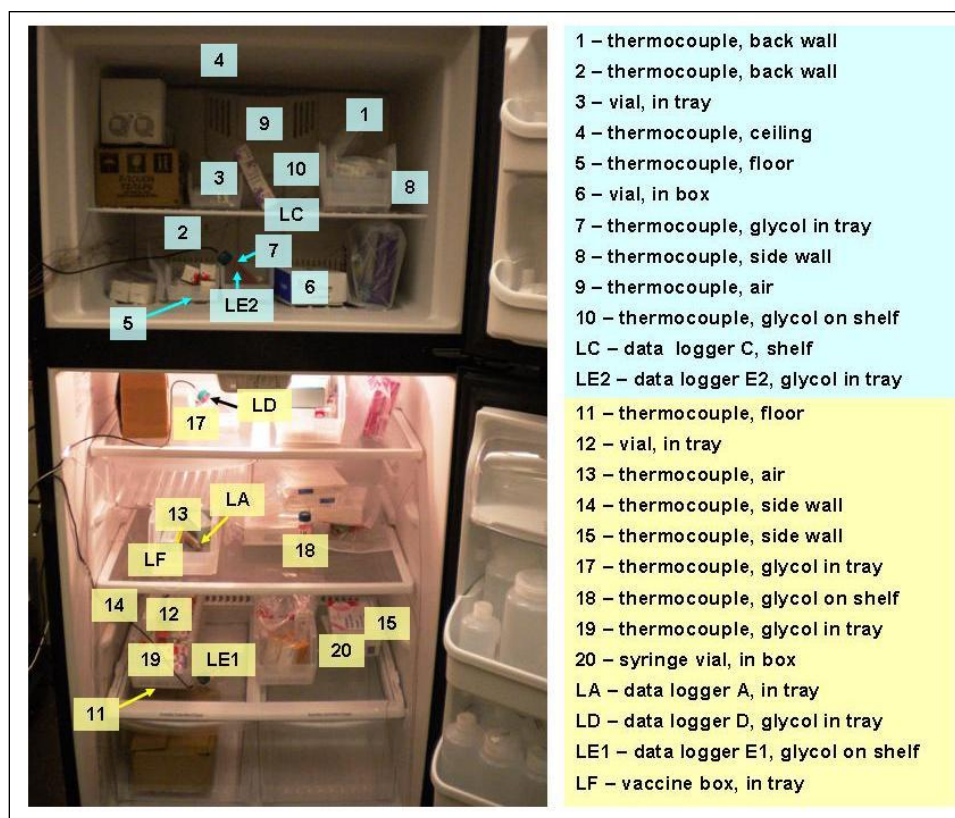 4
1
9
3
10
8
LC
2
7
6
5
LE2
LD
17
13
LA
LF
18
14
12
15
19
LE1
20
11
1 – thermocouple, back wall
2 – thermocouple, back wall
3 – vial, in tray
4 – thermocouple, ceiling
5 – thermocouple, floor
6 – vial, in box
7 – thermocouple, glycol in tray
8 – thermocouple, side wall
9 – thermocouple, air
10 – thermocouple, glycol on shelf
LC – data  logger C, shelf
LE2 – data logger E2, glycol in tray
11 – thermocouple, floor
12 – vial, in tray
13 – thermocouple, air
14 – thermocouple, side wall
15 – thermocouple, side wall
17 – thermocouple, glycol in tray
18 – thermocouple, glycol on shelf
19 – thermocouple, glycol in tray
20 – syringe vial, in box
LA – data logger A, in tray
LD – data logger D, glycol in tray
LE1 – data logger E1, glycol on shelf
LF – vaccine box, in tray